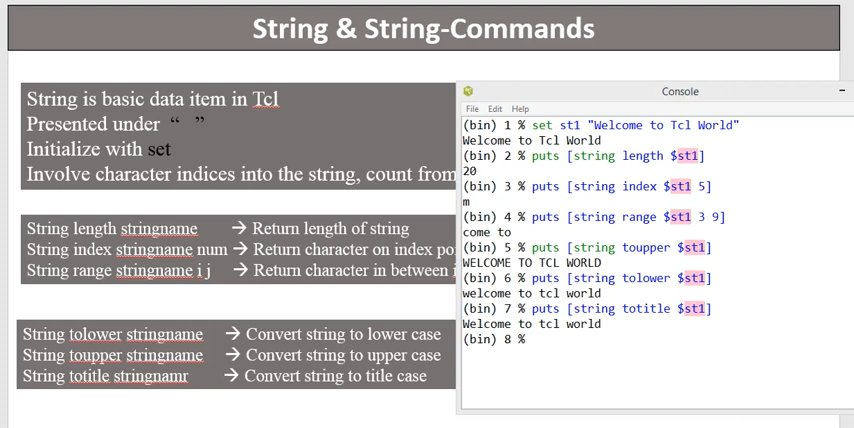 String & String-Commands
String is basic data item in Tcl
Presented under “ ”
Initialize with set
Involve character indices into the string, count from
String length stringname → Return length of string
String index stringname num → Return character on index po
String range stringname i j → Return character in between i
String tolower stringname → Convert string to lower case
String toupper stringname → Convert string to upper case
String totitle stringnamr → Convert string to title case
Console
File Edit Help
(bin) 1 % set st1 "Welcome to Tcl World"
Welcome to Tcl World
(bin) 2 % puts [string length $st1]
20
(bin) 3 % puts [string index $st1 5]
m
(bin) 4 % puts [string range $st1 3 9]
come to
(bin) 5 % puts [string toupper $st1]
WELCOME TO TCL WORLD
(bin) 6 % puts [string tolower $st1]
welcome to tcl world
(bin) 7 % puts [string totitle $st1]
Welcome to tcl world
(bin) 8 %